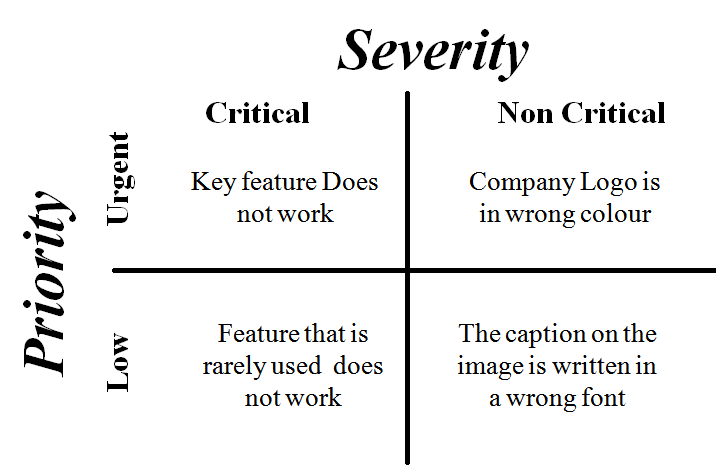 Severity
Critical
Non Critical
Priority
Urgent
Key feature Does
not work
Company Logo is
in wrong colour
Low
Feature that is
rarely used does
not work
The caption on the
image is written in
a wrong font